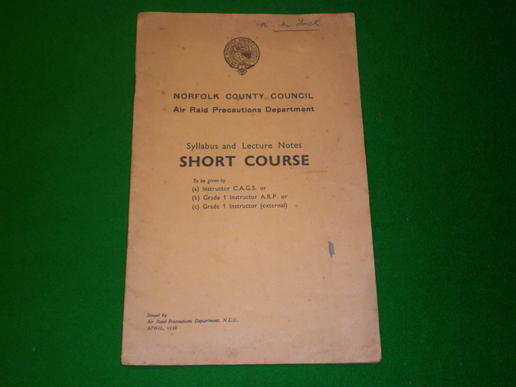 NORFOLK COUNTY COUNCIL
Air Raid Precautions Department
Syllabus and Lecture Notes
SHORT COURSE
To be given by
(a) Instructor C.A.G.S. or
(b) Grade 1 Instructor A.R.P. or
(c) Grade 1 Instructor (external)
Issued by
Air Raid Precautions Department, N.C.C.
APRIL,